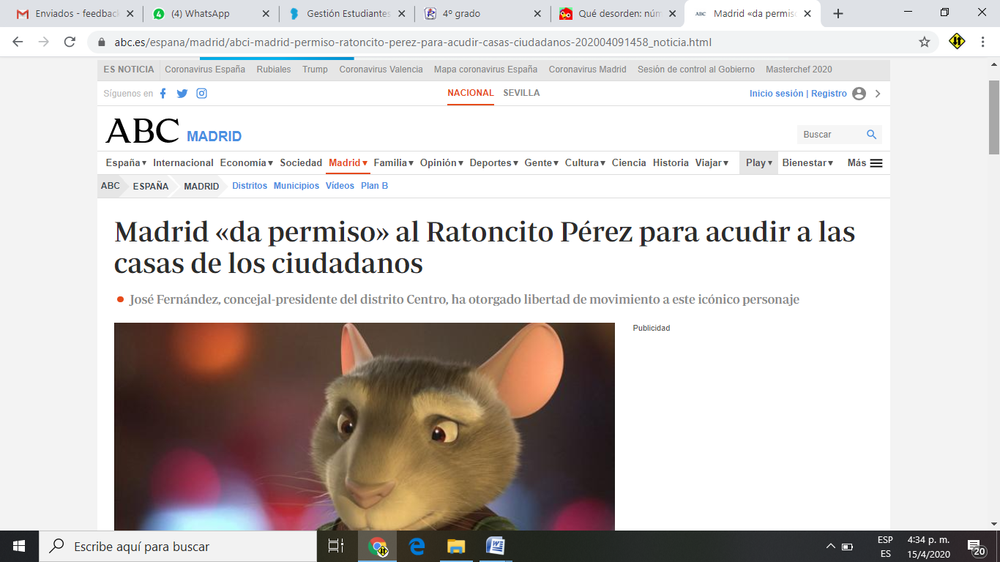 Enviados - feedbac
(4) WhatsApp
Gestión Estudiantes
4º grado
Qué desorden: núm
Madrid «da permiso
abc.es/espana/madrid/abci-madrid-permiso-ratoncito-perez-para-acudir-casas-ciudadanos-202004091458_noticia.html
ES NOTICIA Coronavirus España Rubiales Trump Coronavirus Valencia Mapa coronavirus España Coronavirus Madrid Sesión de control al Gobierno Masterchef 2020
Síguenos en NACIONAL SEVILLA Inicio sesión | Registro
ABC MADRID Buscar
España Internacional Economía Sociedad Madrid Familia Opinión Deportes Gente Cultura Ciencia Historia Viajar Play Bienestar Más
ABC ESPAÑA MADRID Distritos Municipios Vídeos Plan B
Madrid «da permiso» al Ratoncito Pérez para acudir a las
casas de los ciudadanos
José Fernández, concejal-presidente del distrito Centro, ha otorgado libertad de movimiento a este icónico personaje
Publicidad
Escribe aquí para buscar
ESP
ES
4:34 p. m.
15/4/2020
20